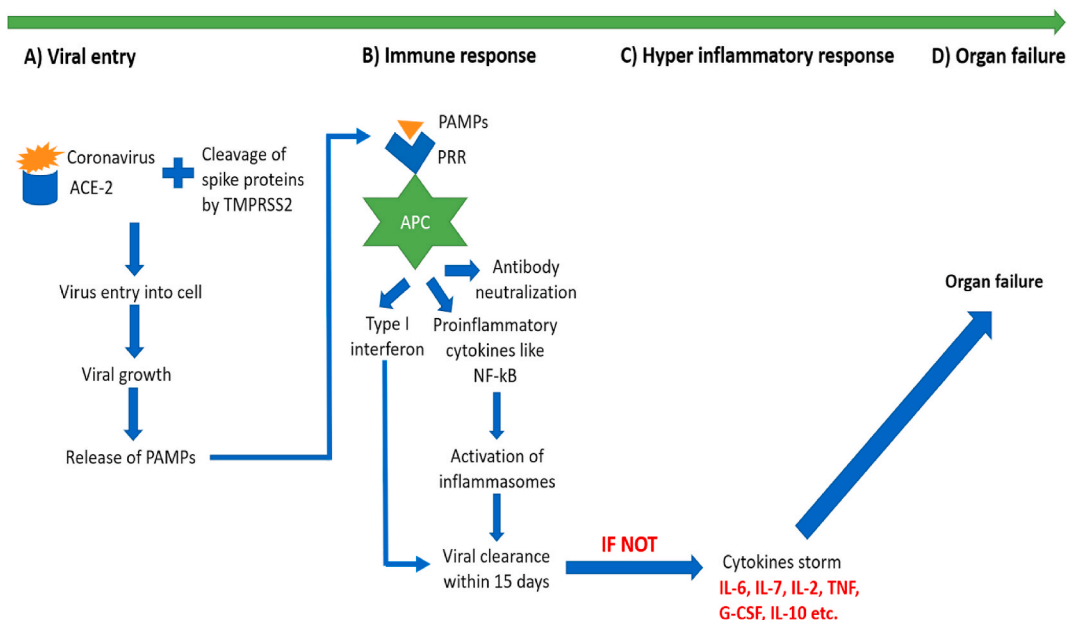 A) Viral entry
B) Immune response
C) Hyper inflammatory response
D) Organ failure
Coronavirus
ACE-2
Cleavage of
spike proteins
by TMPRSS2
Virus entry into cell
Viral growth
Release of PAMPs
PAMPs
PRR
APC
Antibody
neutralization
Type I
interferon
Proinflammatory
cytokines like
NF-kB
Activation of
inflammasomes
Viral clearance
within 15 days
IF NOT
Cytokines storm
IL-6, IL-7, IL-2, TNF,
G-CSF, IL-10 etc.
Organ failure